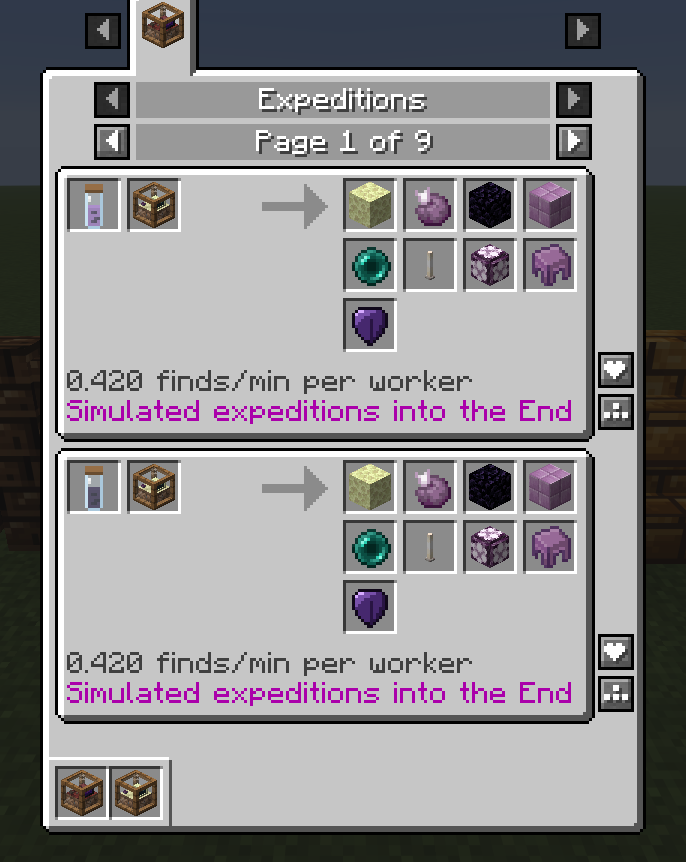 Expeditions
Page 1 of 9
0.420 finds/min per worker
Simulated expeditions into the End
0.420 finds/min per worker
Simulated expeditions into the End